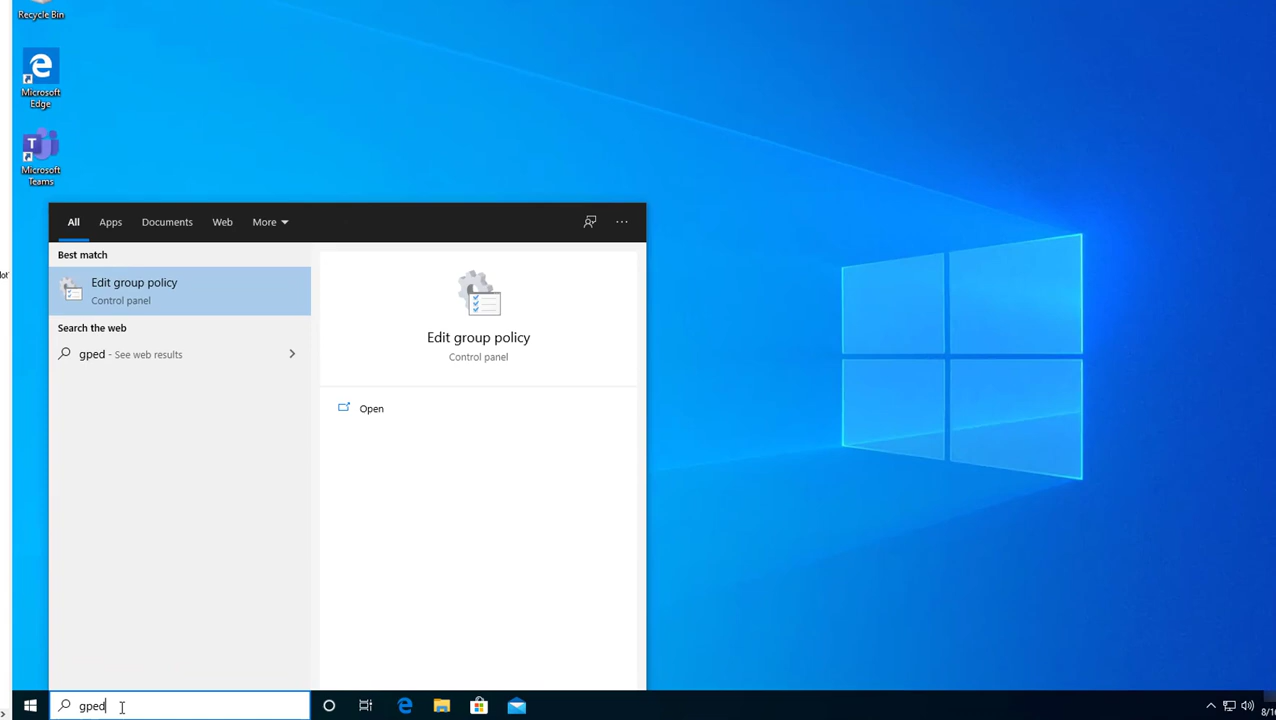 Recycle Bin
Microsoft
Edge
Microsoft
Teams
All Apps Documents Web More
Best match
Edit group policy
Control panel
Search the web
gped - See web results
Edit group policy
Control panel
Open
gped